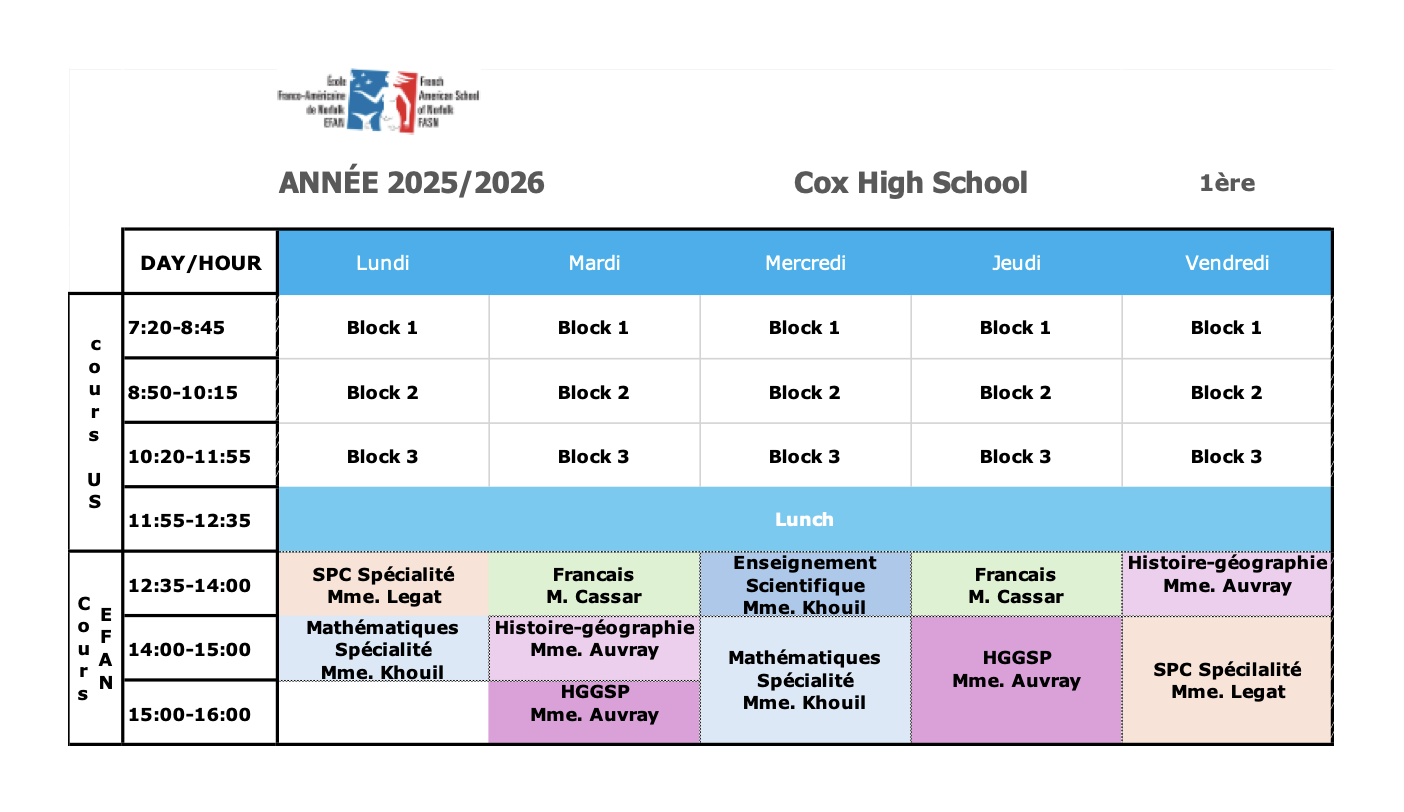 École
Franco-Américaine
de Norfolk
EFAN
French
American School
of Norfolk
FASN
ANNÉE 2025/2026
Cox High School
1ère
DAY/HOUR
Lundi
Mardi
Mercredi
Jeudi
Vendredi
cours US
7:20-8:45
Block 1
Block 1
Block 1
Block 1
Block 1
8:50-10:15
Block 2
Block 2
Block 2
Block 2
Block 2
10:20-11:55
Block 3
Block 3
Block 3
Block 3
Block 3
11:55-12:35
Lunch
Cours
EFAN
12:35-14:00
SPC Spécialité
Mme. Legat
Francais
M. Cassar
Enseignement
Scientifique
Mme. Khouil
Francais
M. Cassar
Histoire-géographie
Mme. Auvray
14:00-15:00
Mathématiques
Spécialité
Mme. Khouil
Histoire-géographie
Mme. Auvray
Mathématiques
Spécialité
Mme. Khouil
HGGSP
Mme. Auvray
SPC Spécilalité
Mme. Legat
15:00-16:00
HGGSP
Mme. Auvray